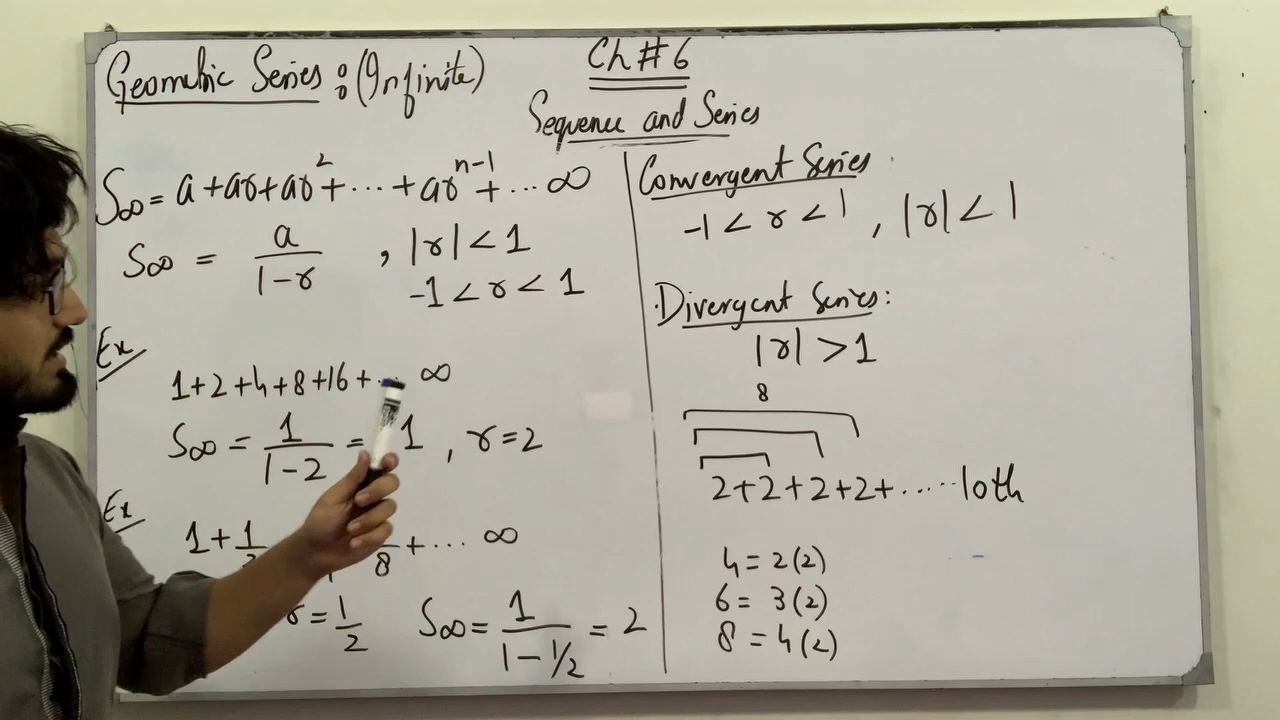 Ch # 6
Sequence and Series
Geometric Series: (Infinite)
S∞ = a + ar + ar² + ... + ar^(n-1) + ... ∞
S∞ = a/(1-r) , |r| < 1
-1 < r < 1
Ex
1+2+4+8+16+... ∞
S∞ = 1/(1-2) = 1 , r=2
Ex
1 + 1/ 8 + ... ∞
r = 1/2 S∞ = 1/(1-1/2) = 2
Convergent Series
-1 < r < 1 , |r| < 1
Divergent Series:
|r| > 1
8
2+2+2+2+.....10th
4 = 2(2)
6 = 3(2)
8 = 4(2)